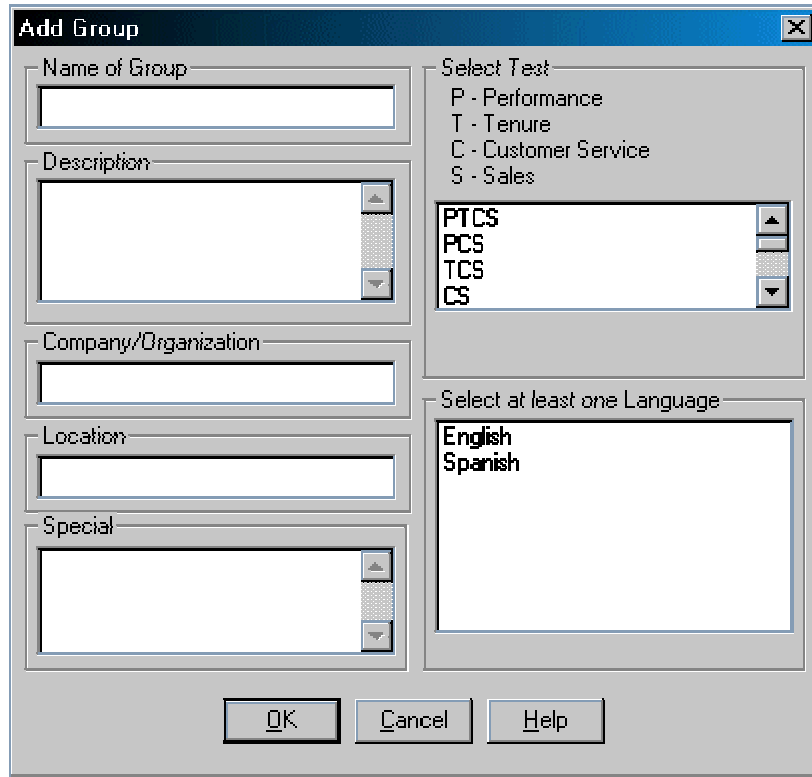 Add Group
Name of Group
Description
Company/Organization
Location
Special
Select Test
P - Performance
T - Tenure
C - Customer Service
S - Sales
PTCS
PCS
TCS
CS
Select at least one Language
English
Spanish
OK
Cancel
Help